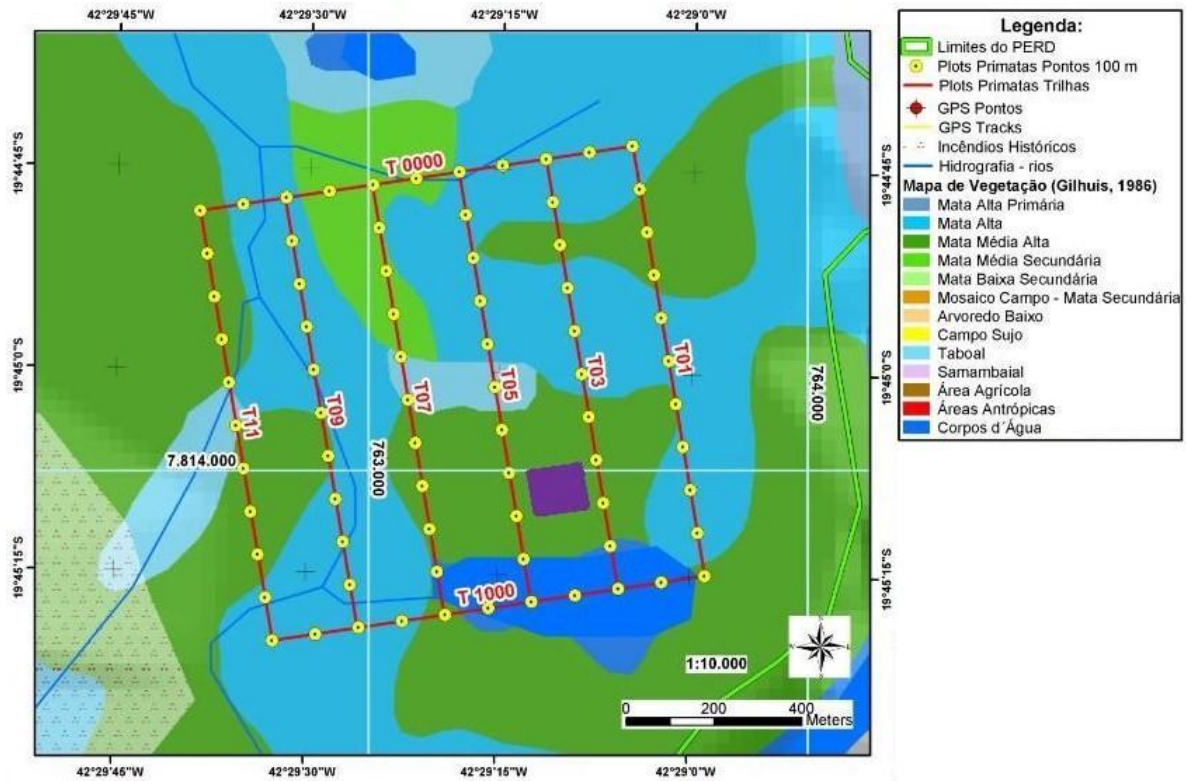 42°29'45"W 42°29'30"W 42°29'15"W 42°29'0"W
Legenda:
Limites do PERD
Plots Primatas Pontos 100 m
Plots Primatas Trilhas
GPS Pontos
GPS Tracks
Incêndios Históricos
Hidrografia - rios
Mapa de Vegetação (Gilhuis, 1986)
Mata Alta Primária
Mata Alta
Mata Média Alta
Mata Média Secundária
Mata Baixa Secundária
Mosaico Campo - Mata Secundária
Arvoredo Baixo
Campo Sujo
Taboal
Samambaial
Área Agrícola
Áreas Antrópicas
Corpos d´Água
19°44'45"S
19°44'45"S
T 0000
19°45'0"S
19°45'0"S
T11
T09
T07
T05
T03
T01
7.814.000
763.000
764.000
19°45'15"S
19°45'15"S
T 1000
N
1:10.000
0 200 400
Meters
42°29'45"W 42°29'30"W 42°29'15"W 42°29'0"W